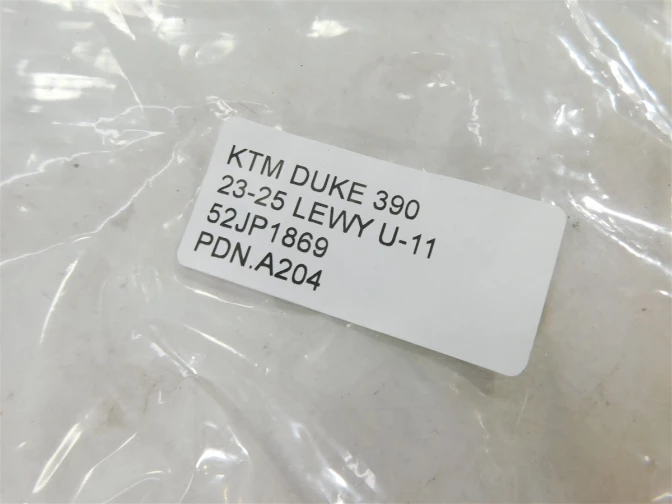 KTM DUKE 390
23-25 LEWY U-11
52JP1869
PDN.A204